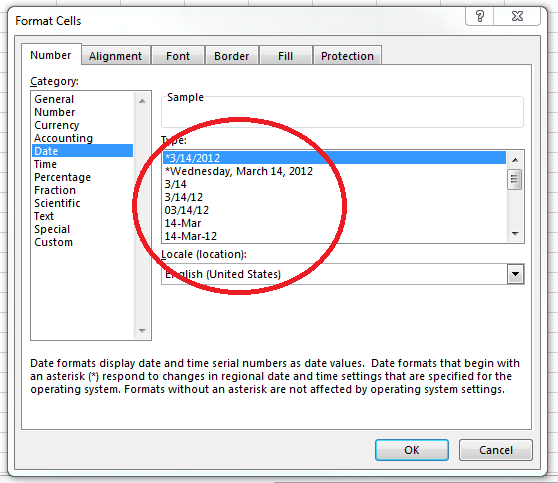 Format Cells
Number Alignment Font Border Fill Protection
Category:
General
Number
Currency
Accounting
Date
Time
Percentage
Fraction
Scientific
Text
Special
Custom
Sample
Type:
*3/14/2012
*Wednesday, March 14, 2012
3/14
3/14/12
03/14/12
14-Mar
14-Mar-12
Locale (location):
English (United States)
Date formats display date and time serial numbers as date values.  Date formats that begin with
an asterisk (*) respond to changes in regional date and time settings that are specified for the
operating system. Formats without an asterisk are not affected by operating system settings.
OK Cancel